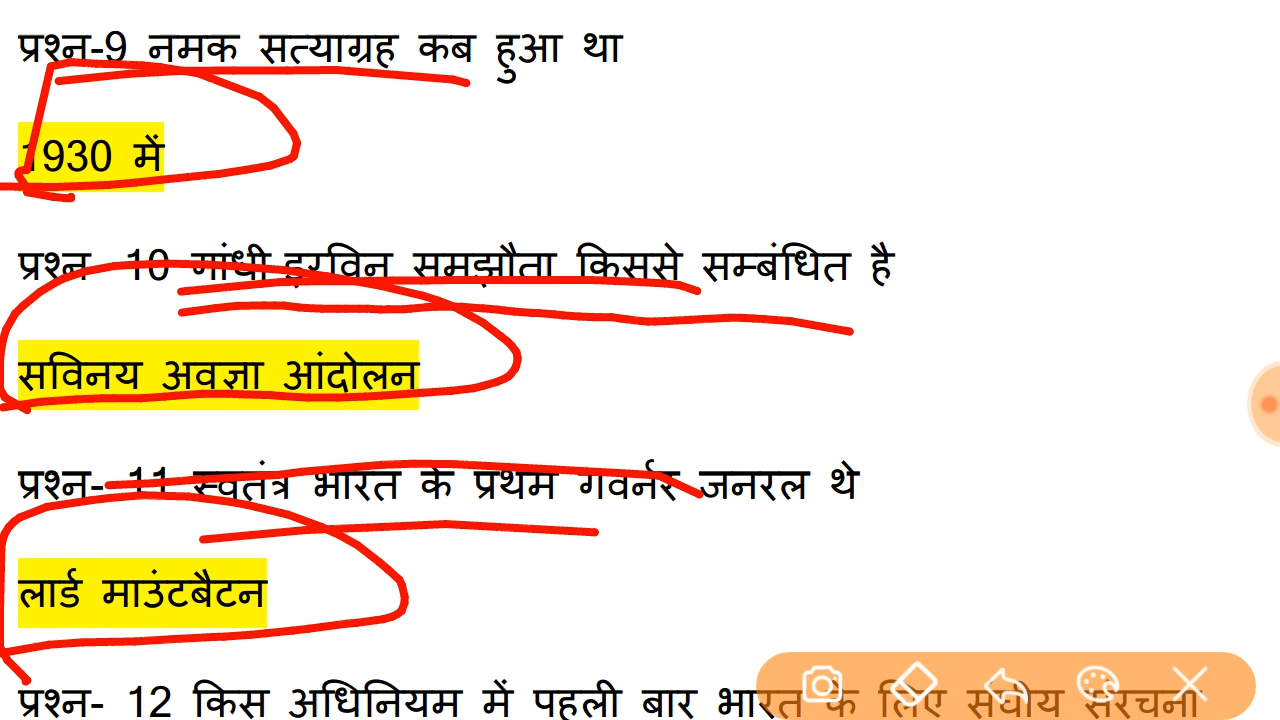 प्रश्न-9 नमक सत्याग्रह कब हुआ था
1930 में
प्रश्न- 10 गांधी इरविन समझौता किससे सम्बंधित है
सविनय अवज्ञा आंदोलन
प्रश्न- 11 स्वतंत्र भारत के प्रथम गवर्नर जनरल थे
लार्ड माउंटबैटन
प्रश्न- 12 किस अधिनियम में पहली बार भारत के लिए संघीय संरचना